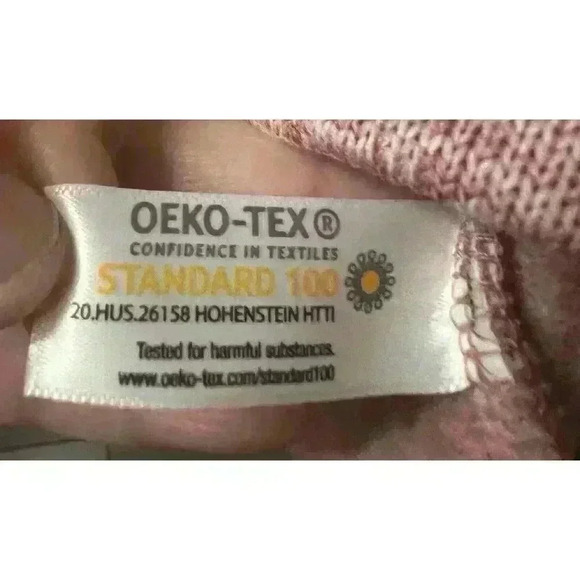 OEKO-TEX®
CONFIDENCE IN TEXTILES
STANDARD 100
20.HUS.26158 HOHENSTEIN HTTI
Tested for harmful substances.
www.oeko-tex.com/standard100